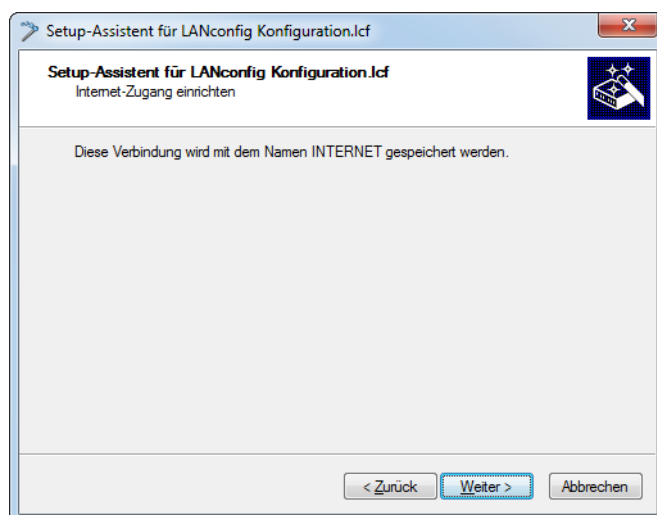 Setup-Assistent für LANconfig Konfiguration.lcf
Setup-Assistent für LANconfig Konfiguration.lcf
Internet-Zugang einrichten
Diese Verbindung wird mit dem Namen INTERNET gespeichert werden.
< Zurück Weiter > Abbrechen